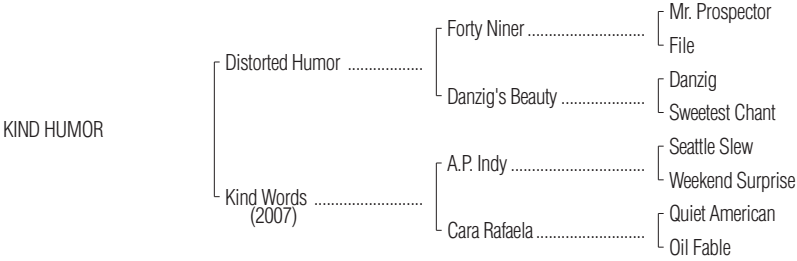 Mr. Prospector
Forty Niner ..........................
File
Distorted Humor ..................
Danzig
Danzig's Beauty ....................
Sweetest Chant
KIND HUMOR
Seattle Slew
A.P. Indy ................................
Weekend Surprise
Kind Words ..........................
(2007)
Quiet American
Cara Rafaela ..........................
Oil Fable